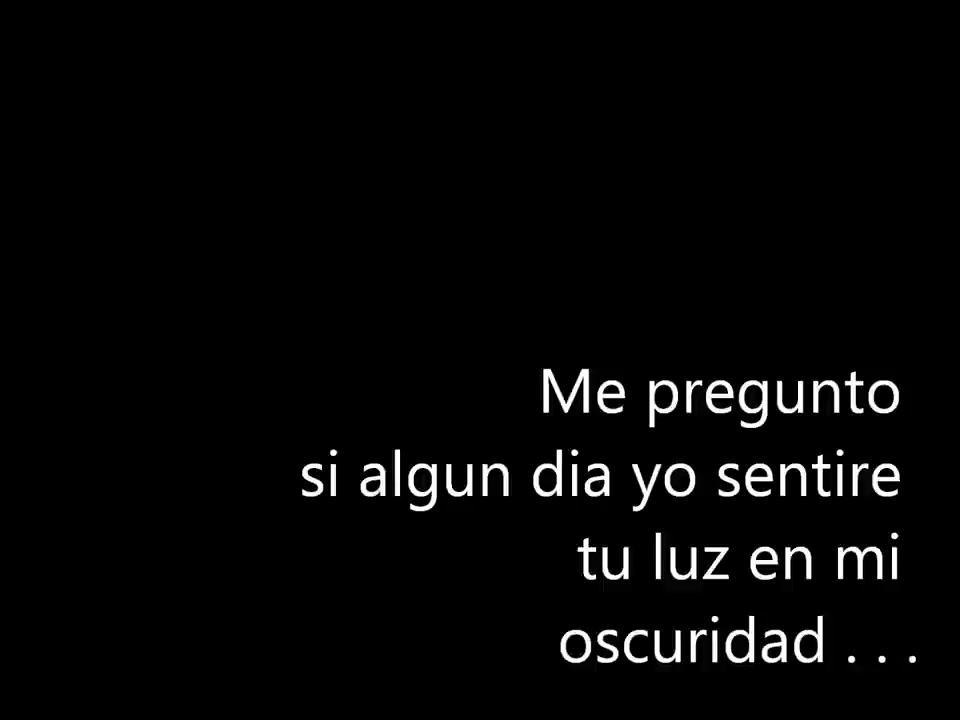 Me pregunto
si algun dia yo sentire
tu luz en mi
oscuridad . . .